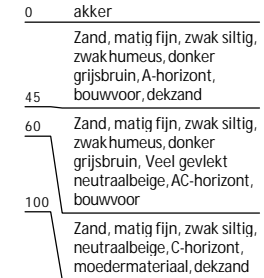 0 akker
Zand, matig fijn, zwak siltig,
zwak humeus, donker
grijsbruin, A-horizont,
45 bouwvoor, dekzand
60 Zand, matig fijn, zwak siltig,
zwak humeus, donker
grijsbruin, Veel gevlekt
neutraalbeige, AC-horizont,
100 bouwvoor
Zand, matig fijn, zwak siltig,
neutraalbeige, C-horizont,
moedermateriaal, dekzand